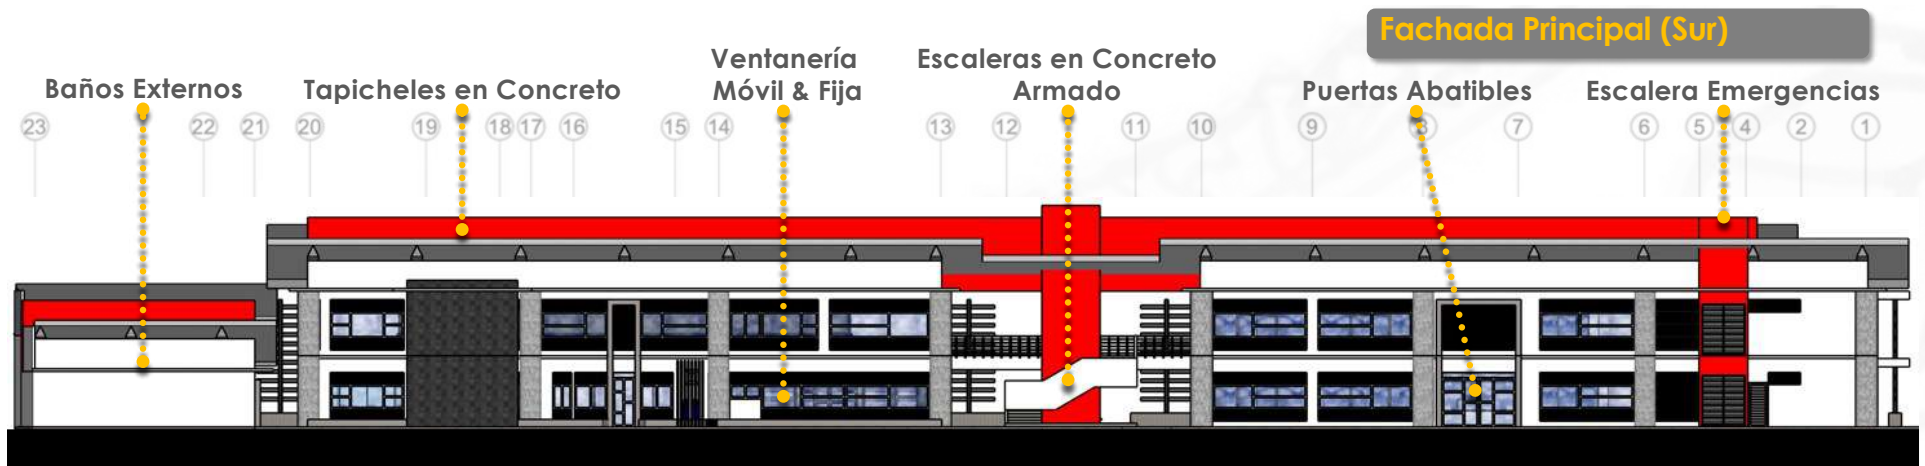 Fachada Principal (Sur)
Baños Externos
Tapicheles en Concreto
Ventanería
Móvil & Fija
Escaleras en Concreto
Armado
Puertas Abatibles
Escalera Emergencias
23 22 21 20 19 18 17 16 15 14 13 12 11 10 9 8 7 6 5 4 2 1